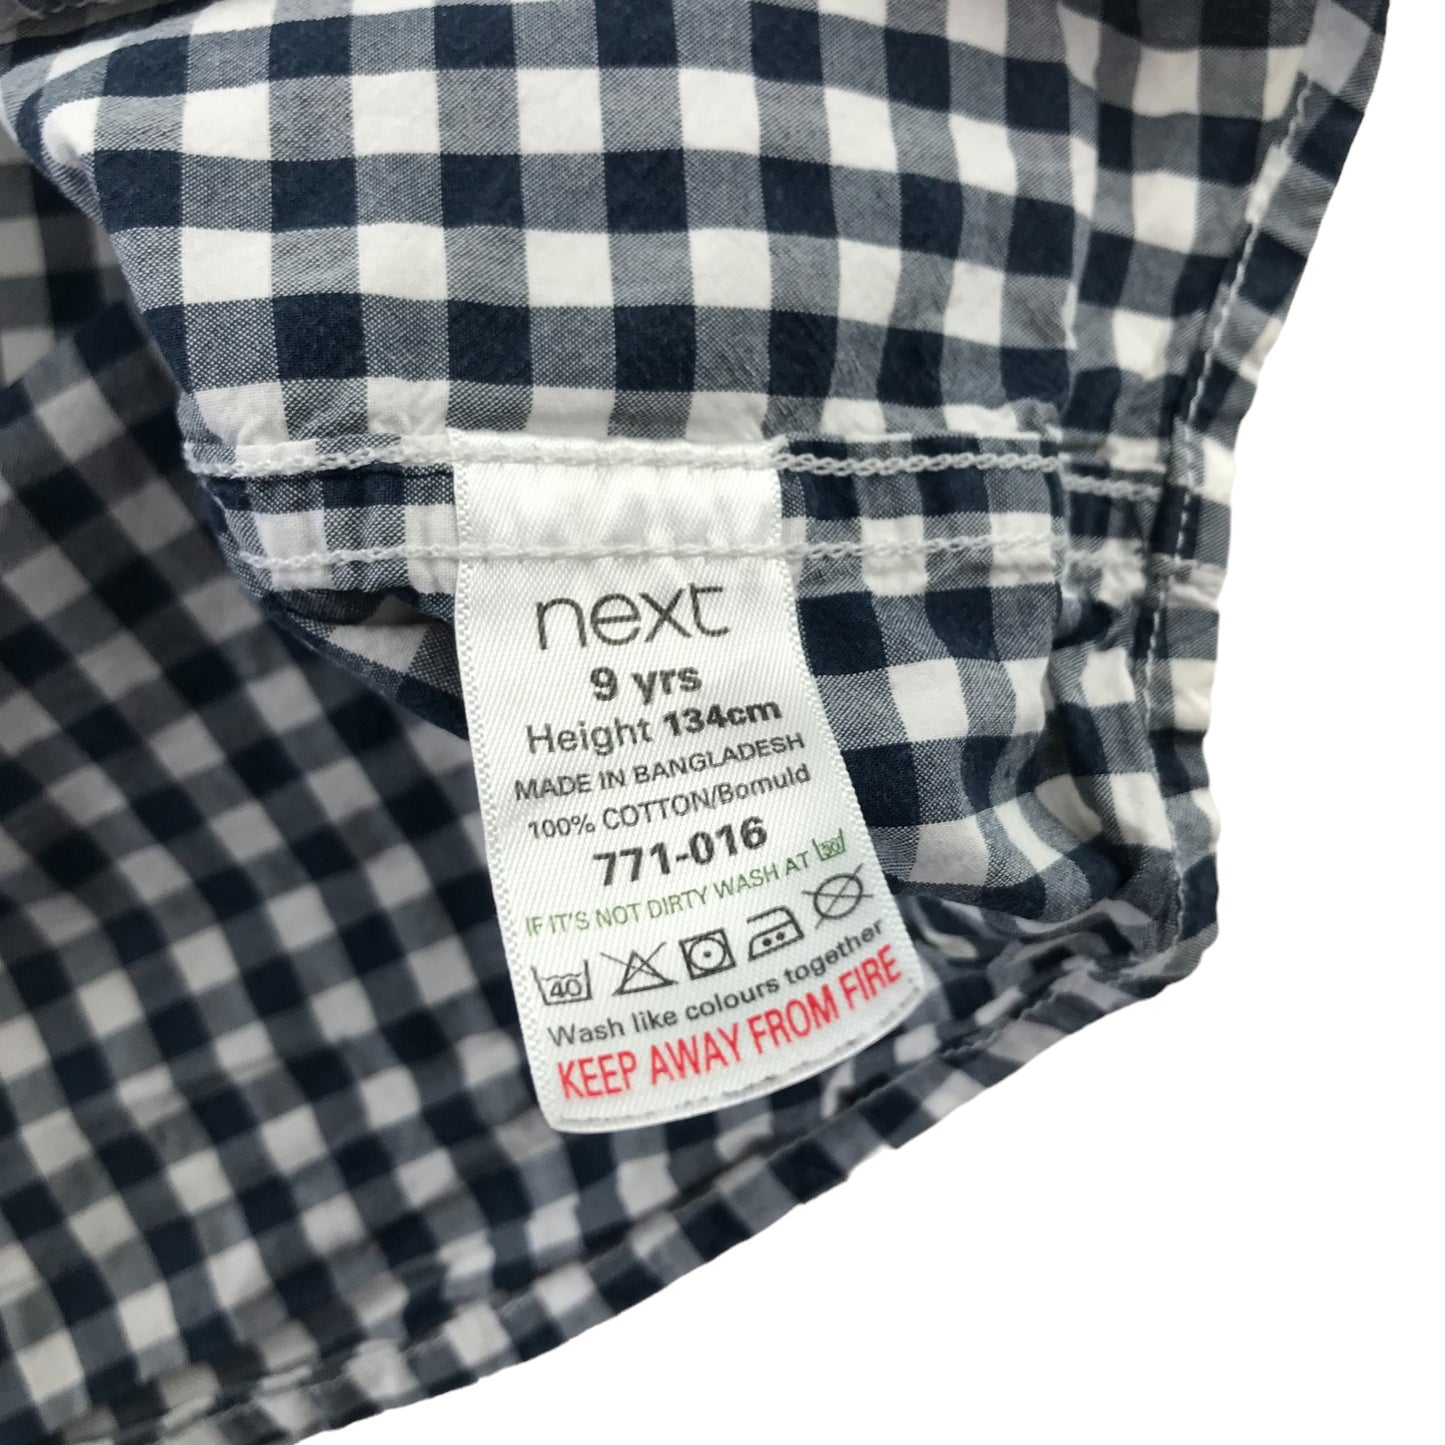 next
9 yrs
Height 134cm
MADE IN BANGLADESH
100% COTTON/Bomuld
771-016
IF IT'S NOT DIRTY WASH AT 30
40
Wash like colours together
KEEP AWAY FROM FIRE